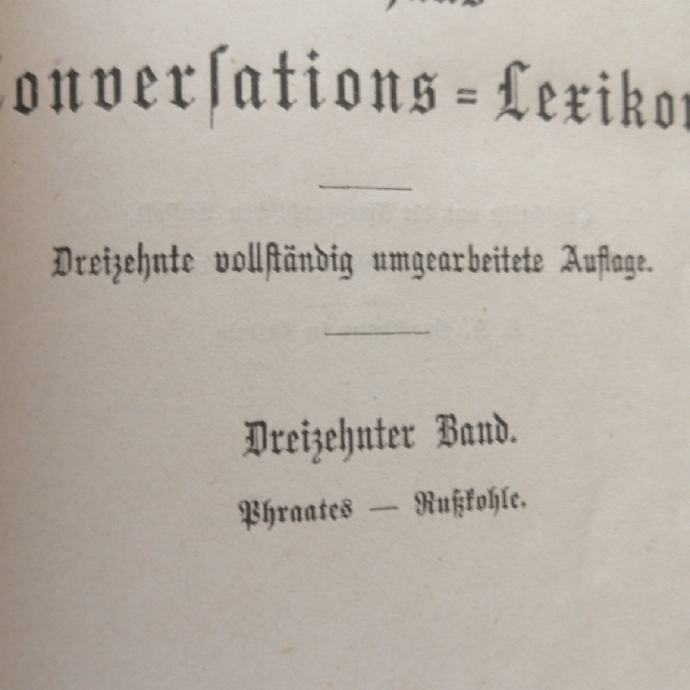 onversations = Lexiko
Dreizehnte vollständig umgearbeitete Auflage.
Dreizehnter Band.
Phraates — Rußkohle.